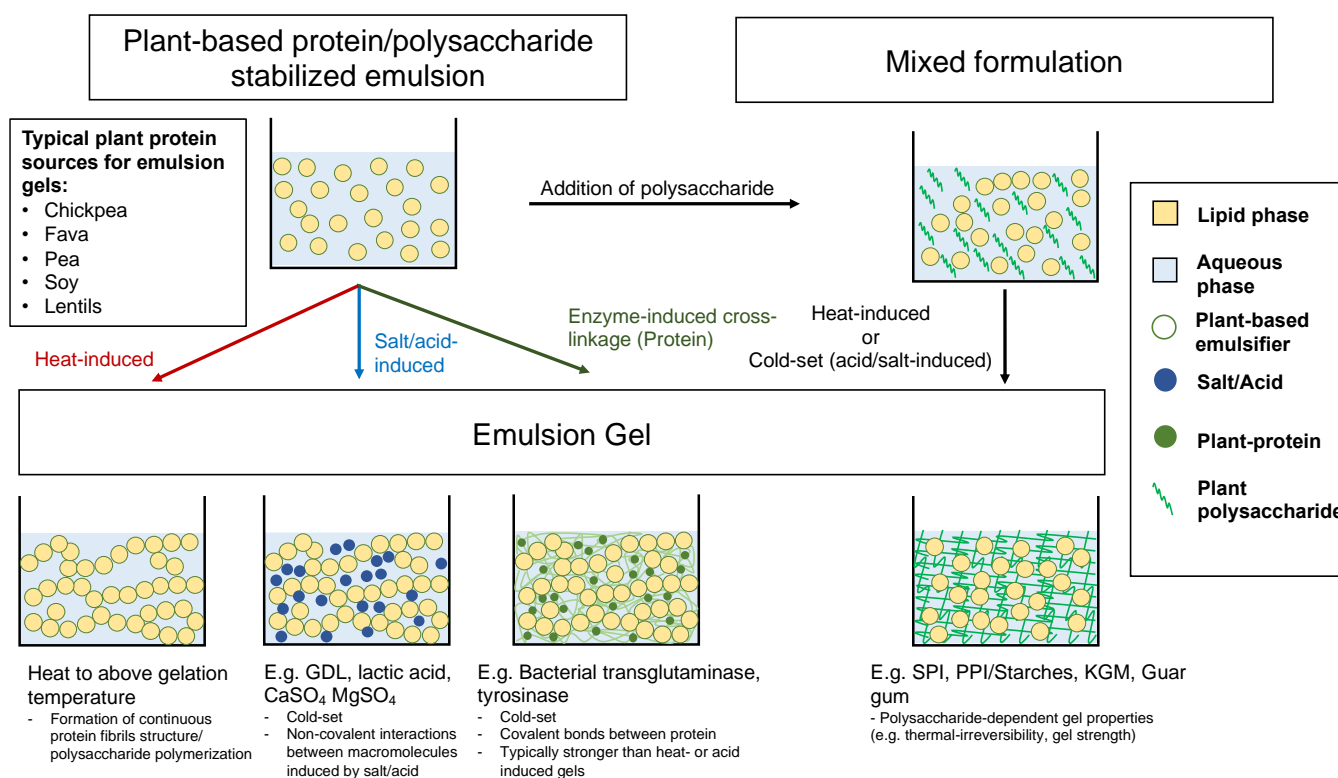 Plant-based protein/polysaccharide
stabilized emulsion
Mixed formulation
Typical plant protein
sources for emulsion
gels:
• Chickpea
• Fava
• Pea
• Soy
• Lentils
Addition of polysaccharide
Lipid phase
Aqueous
phase
Plant-based
emulsifier
Salt/Acid
Plant-protein
Plant
polysaccharide
Heat-induced
Salt/acid-
induced
Enzyme-induced cross-
linkage (Protein)
Heat-induced
or
Cold-set (acid/salt-induced)
Emulsion Gel
Heat to above gelation
temperature
- Formation of continuous
protein fibrils structure/
polysaccharide polymerization
E.g. GDL, lactic acid,
CaSO₄ MgSO₄
- Cold-set
- Non-covalent interactions
between macromolecules
induced by salt/acid
E.g. Bacterial transglutaminase,
tyrosinase
- Cold-set
- Covalent bonds between protein
- Typically stronger than heat- or acid
induced gels
E.g. SPI, PPI/Starches, KGM, Guar
gum
- Polysaccharide-dependent gel properties
(e.g. thermal-irreversibility, gel strength)